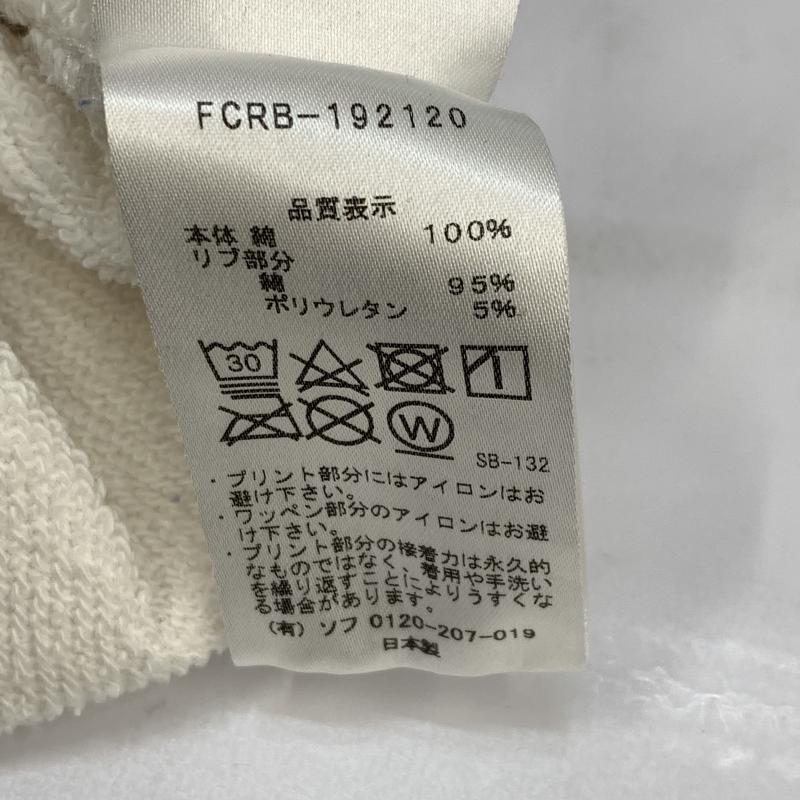 FCRB-192120
品質表示
本体 綿 100%
リブ部分
綿 95%
ポリウレタン 5%
30
W
SB-132
・プリント部分にはアイロンはお
避け下さい。
・ワッペン部分のアイロンはお避
け下さい。
・プリント部分の接着力は永久的
なものではなく、着用や手洗い
を繰り返すことによりうすくな
る場合があります。
(有) ソフ 0120-207-019
日本製